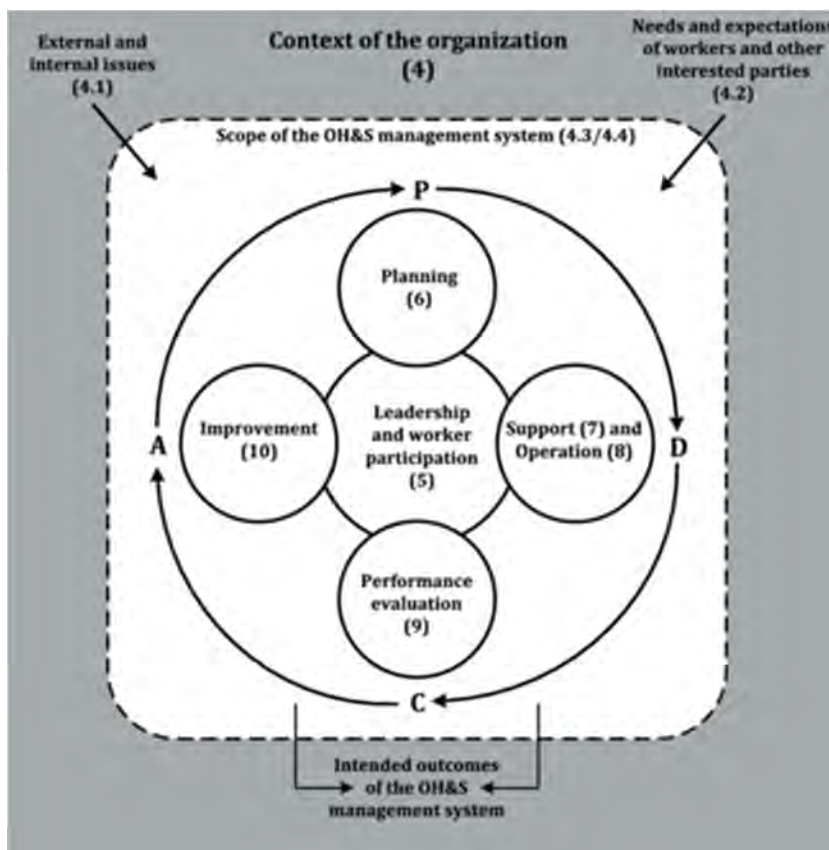 External and
internal issues
(4.1)
Context of the organization
(4)
Needs and expectations
of workers and other
interested parties
(4.2)
Scope of the OH&S management system (4.3/4.4)
P
Planning
(6)
A
Improvement
(10)
Leadership
and worker
participation
(5)
Support (7) and
Operation (8)
D
Performance
evaluation
(9)
C
Intended outcomes
of the OH&S
management system